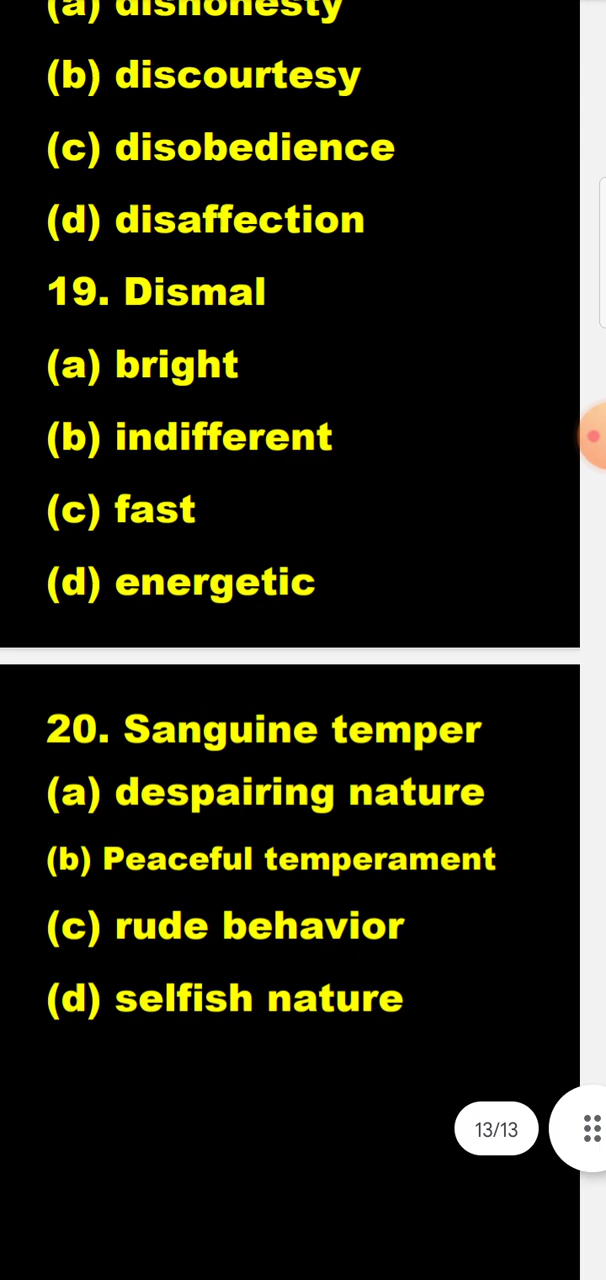 (a) dishonesty
(b) discourtesy
(c) disobedience
(d) disaffection
19. Dismal
(a) bright
(b) indifferent
(c) fast
(d) energetic
20. Sanguine temper
(a) despairing nature
(b) Peaceful temperament
(c) rude behavior
(d) selfish nature
13/13